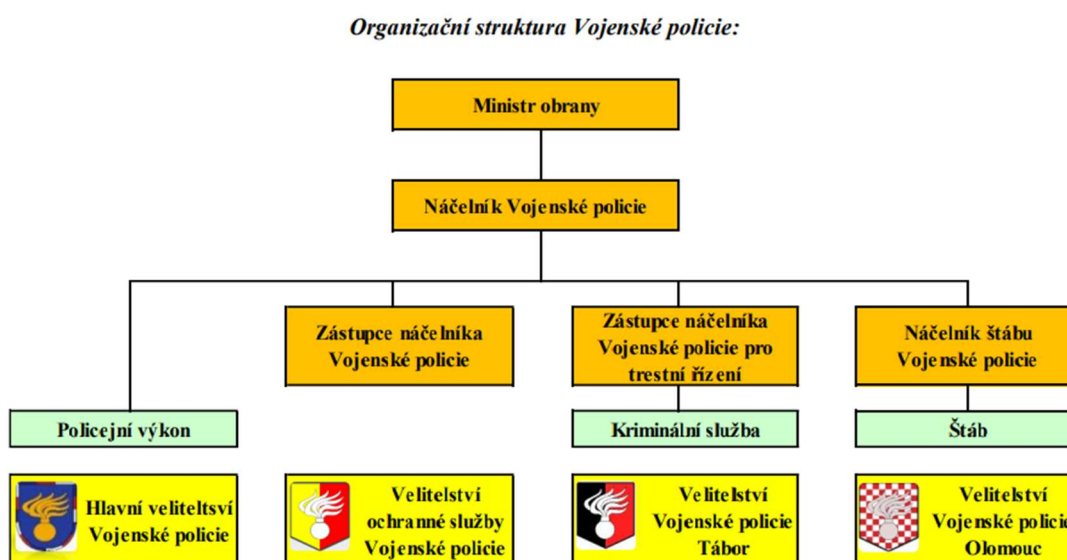 Organizační struktura Vojenské policie:
Ministr obrany
Náčelník Vojenské policie
Zástupce náčelníka
Vojenské policie
Zástupce náčelníka
Vojenské policie pro
trestní řízení
Náčelník štábu
Vojenské policie
Policejní výkon
Kriminální služba
Štáb
Hlavní veliteltsví
Vojenské policie
Velitelství
ochranné služby
Vojenské policie
Velitelství
Vojenské policie
Tábor
Velitelství
Vojenské policie
Olomouc